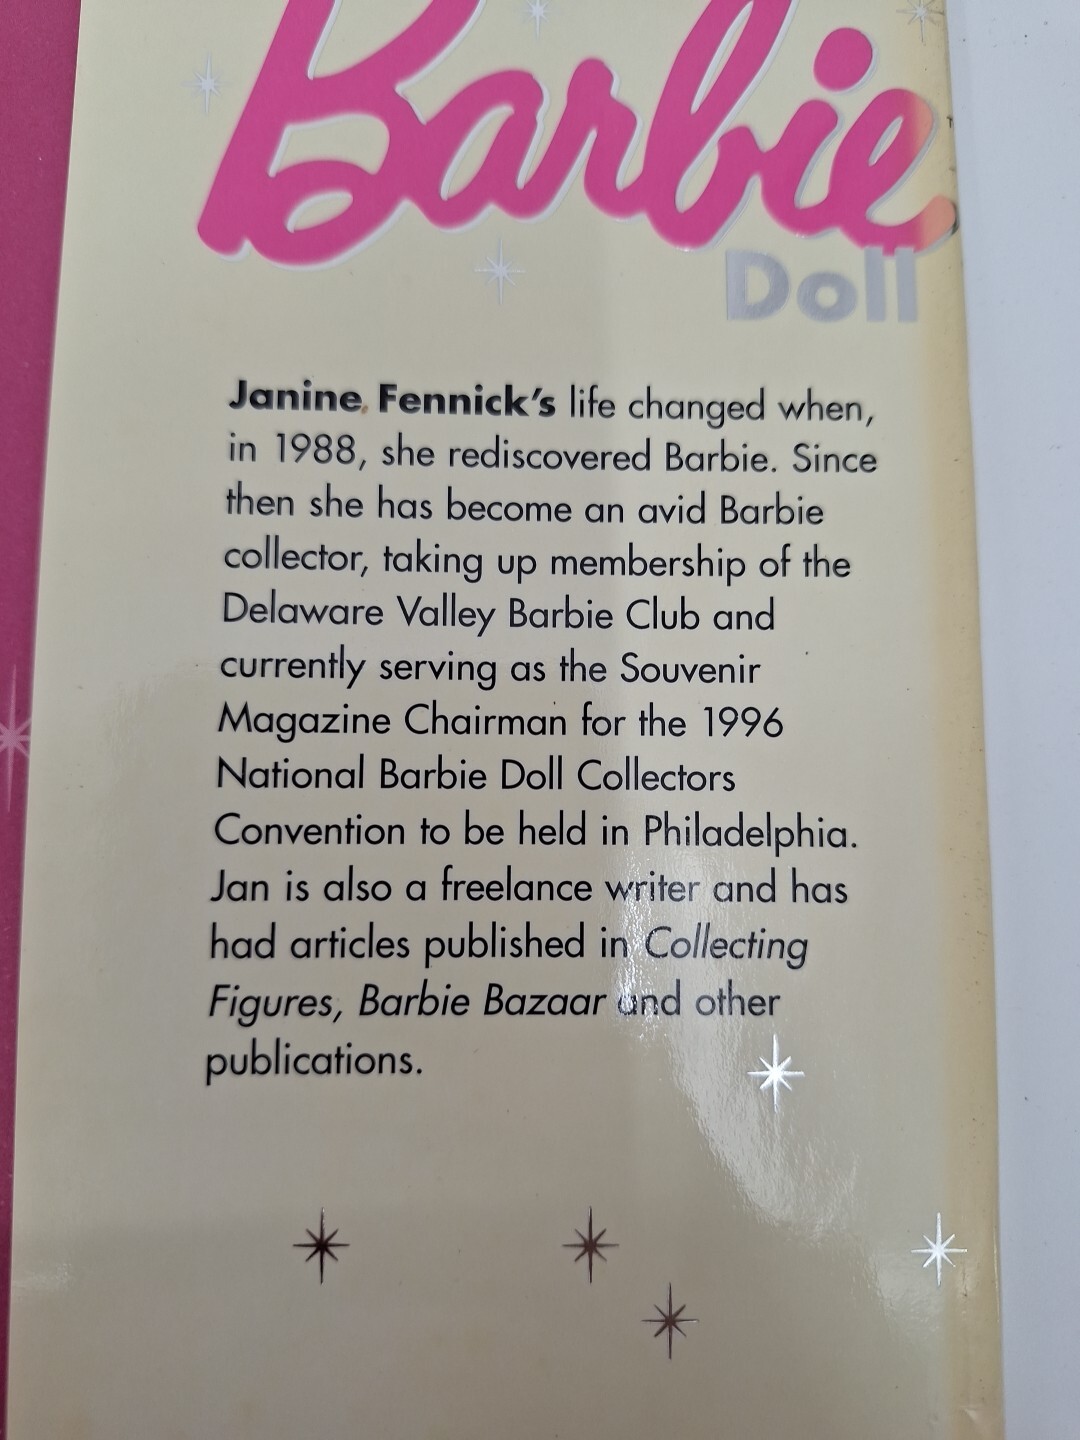 Barbie
Doll
Janine Fennick's life changed when,
in 1988, she rediscovered Barbie. Since
then she has become an avid Barbie
collector, taking up membership of the
Delaware Valley Barbie Club and
currently serving as the Souvenir
Magazine Chairman for the 1996
National Barbie Doll Collectors
Convention to be held in Philadelphia.
Jan is also a freelance writer and has
had articles published in Collecting
Figures, Barbie Bazaar and other
publications.